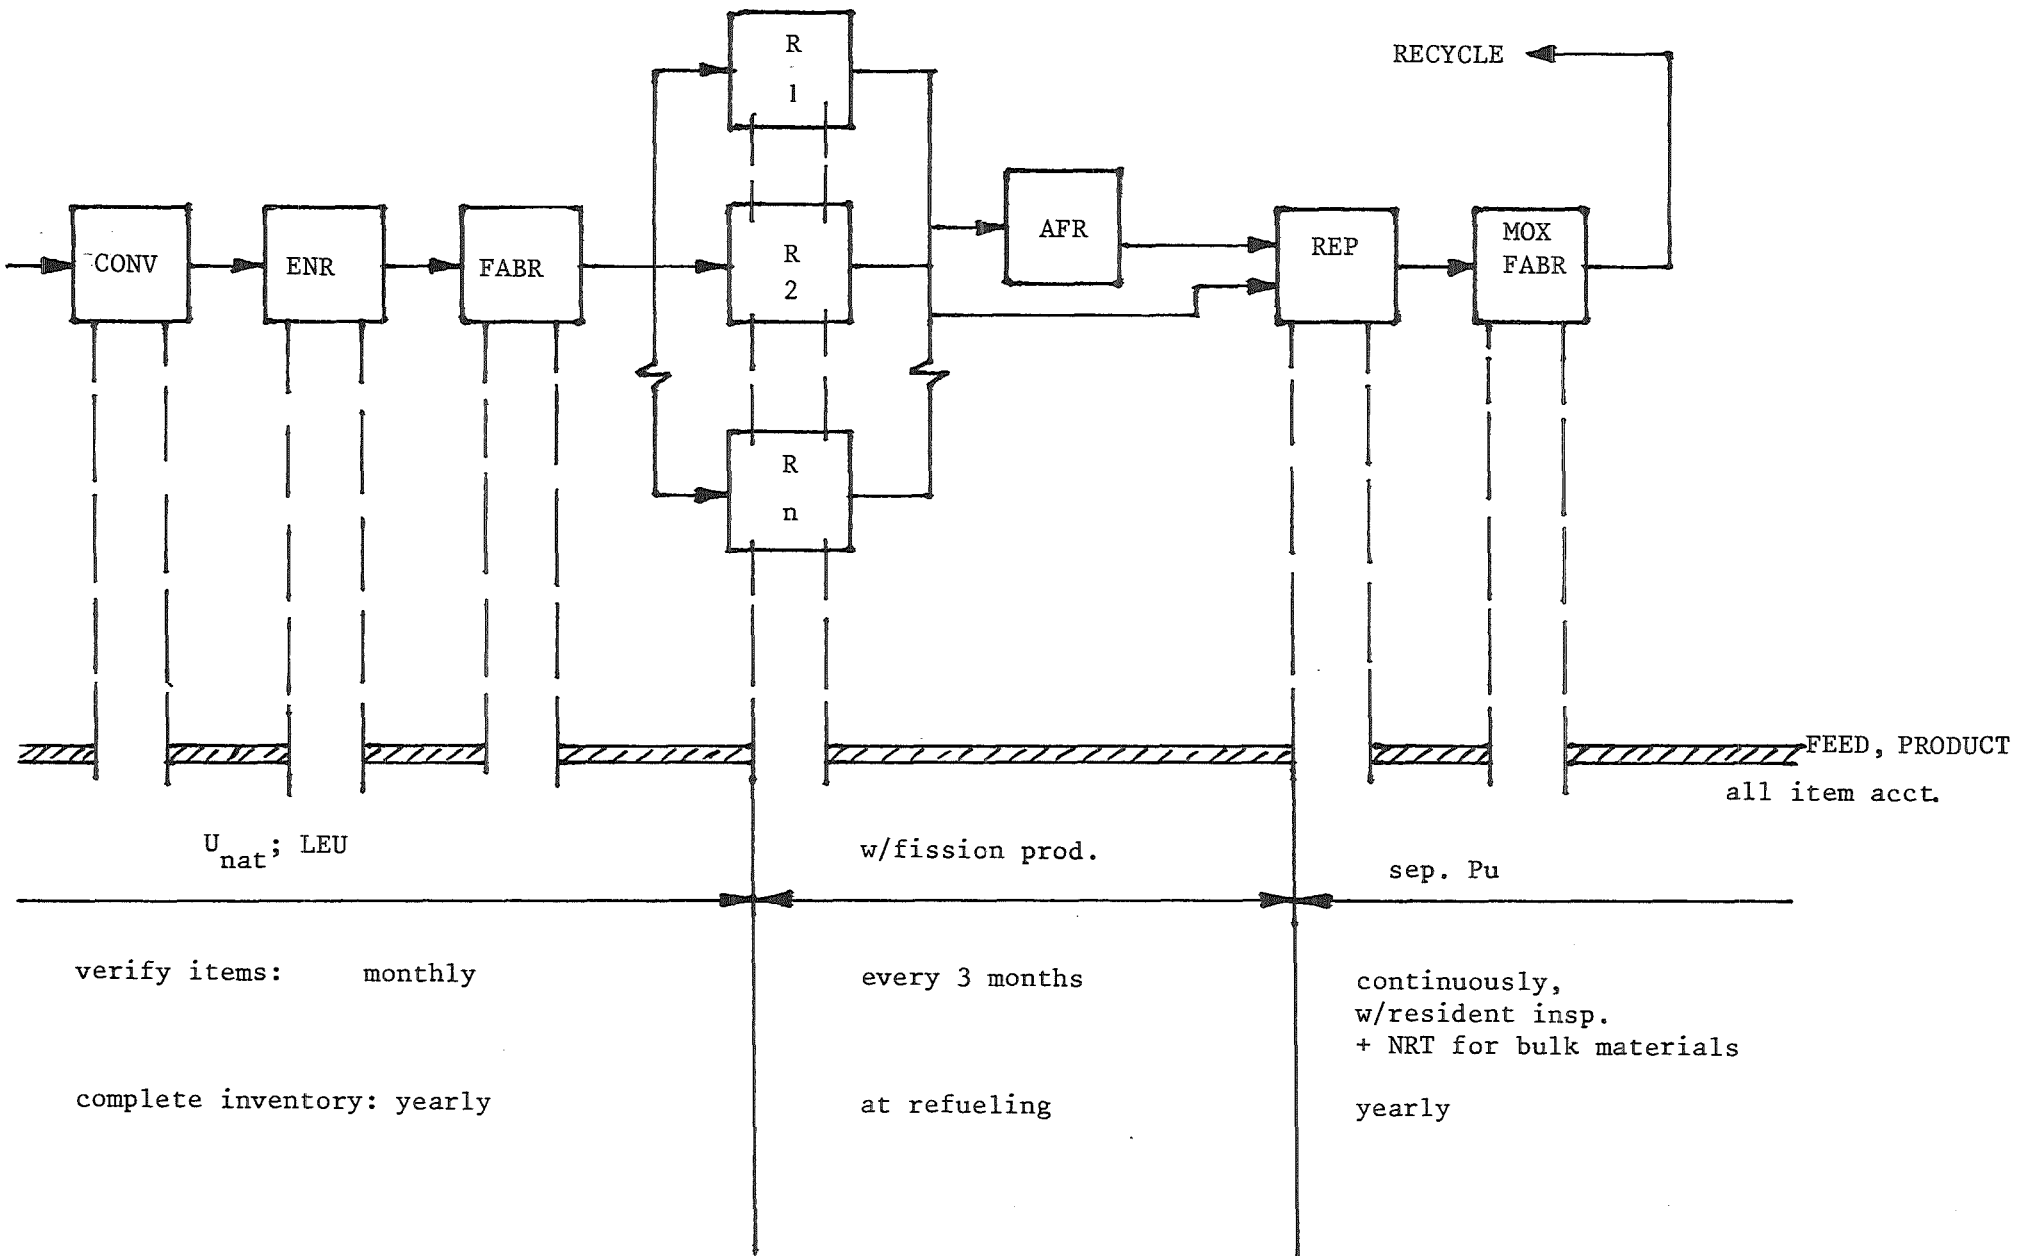 R
1
RECYCLE
CONV
ENR
FABR
R
2
AFR
REP
MOX
FABR
R
n
FEED, PRODUCT
all item acct.
U nat; LEU
w/fission prod.
sep. Pu
verify items: monthly
every 3 months
continuously,
w/resident insp.
+ NRT for bulk materials
complete inventory: yearly
at refueling
yearly